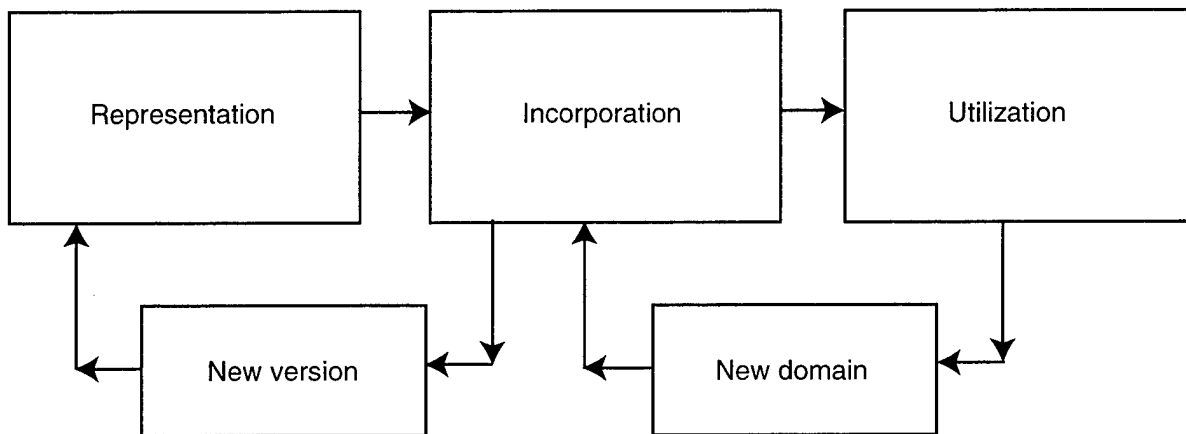 Representation
Incorporation
Utilization
New version
New domain